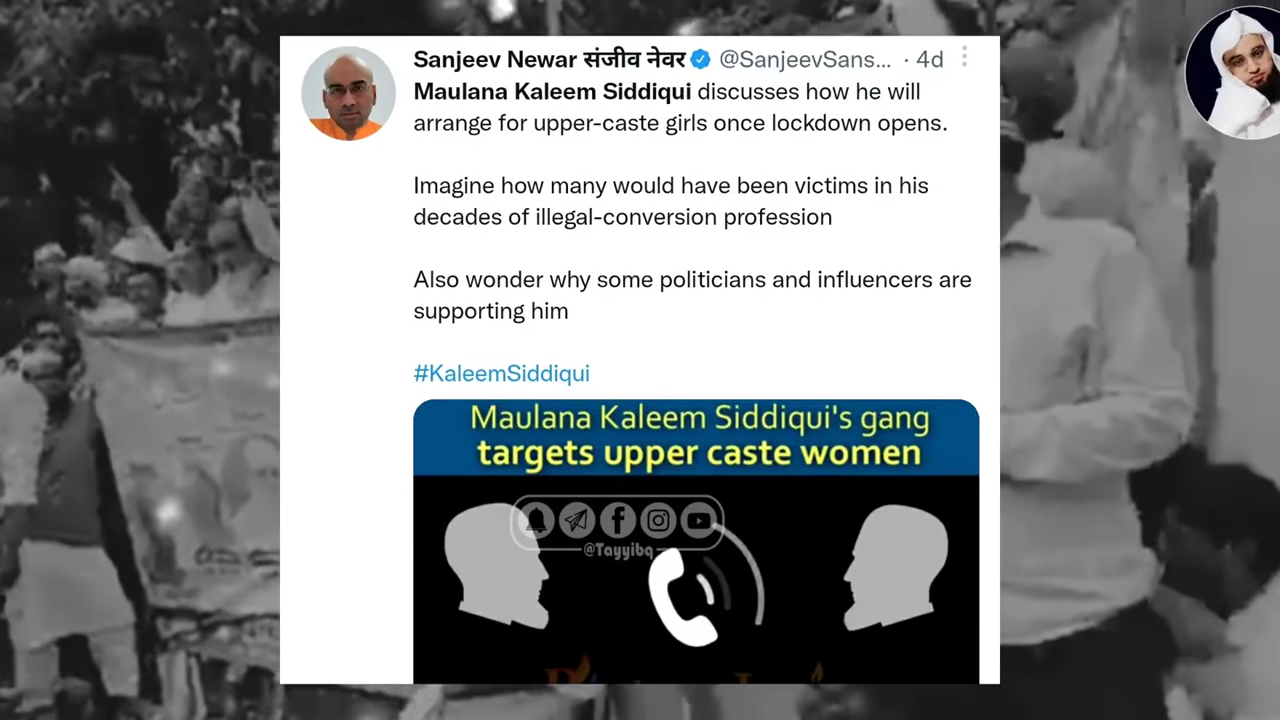 Sanjeev Newar संजीव नेवर @SanjeevSans... · 4d
Maulana Kaleem Siddiqui discusses how he will
arrange for upper-caste girls once lockdown opens.
Imagine how many would have been victims in his
decades of illegal-conversion profession
Also wonder why some politicians and influencers are
supporting him
#KaleemSiddiqui
Maulana Kaleem Siddiqui's gang
targets upper caste women
@Tayyibq